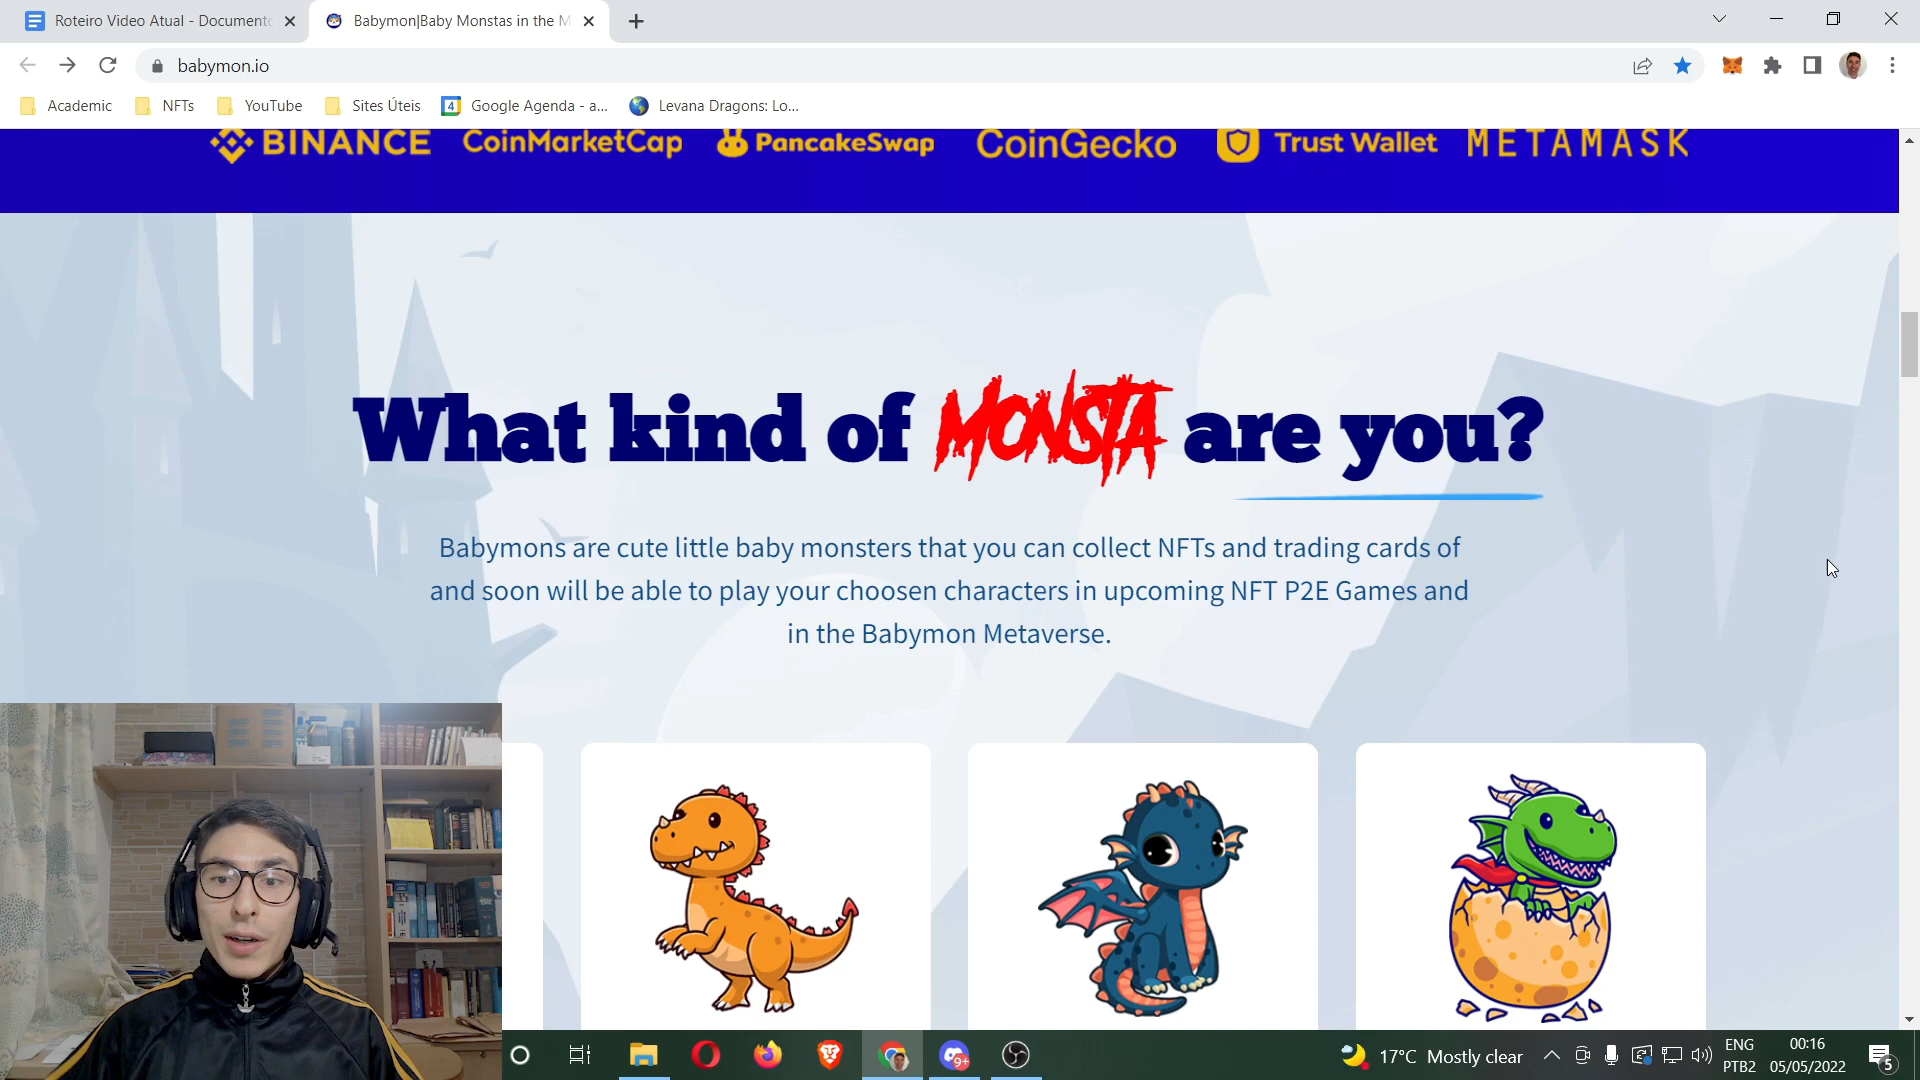 Roteiro Video Atual - Documento
Babymon|Baby Monstas in the M
babymon.io
Academic
NFTs
YouTube
Sites Úteis
4
Google Agenda - a...
Levana Dragons: Lo...
BINANCE
CoinMarketCap
PancakeSwap
CoinGecko
Trust Wallet
METAMASK
What kind of MONSTA are you?
Babymons are cute little baby monsters that you can collect NFTs and trading cards of
and soon will be able to play your choosen characters in upcoming NFT P2E Games and
in the Babymon Metaverse.
9+
17°C Mostly clear
ENG
PTB2
00:16
05/05/2022
5